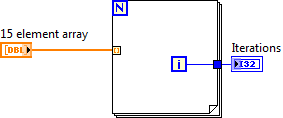 N
15 element array
DBL
i
Iterations
I32